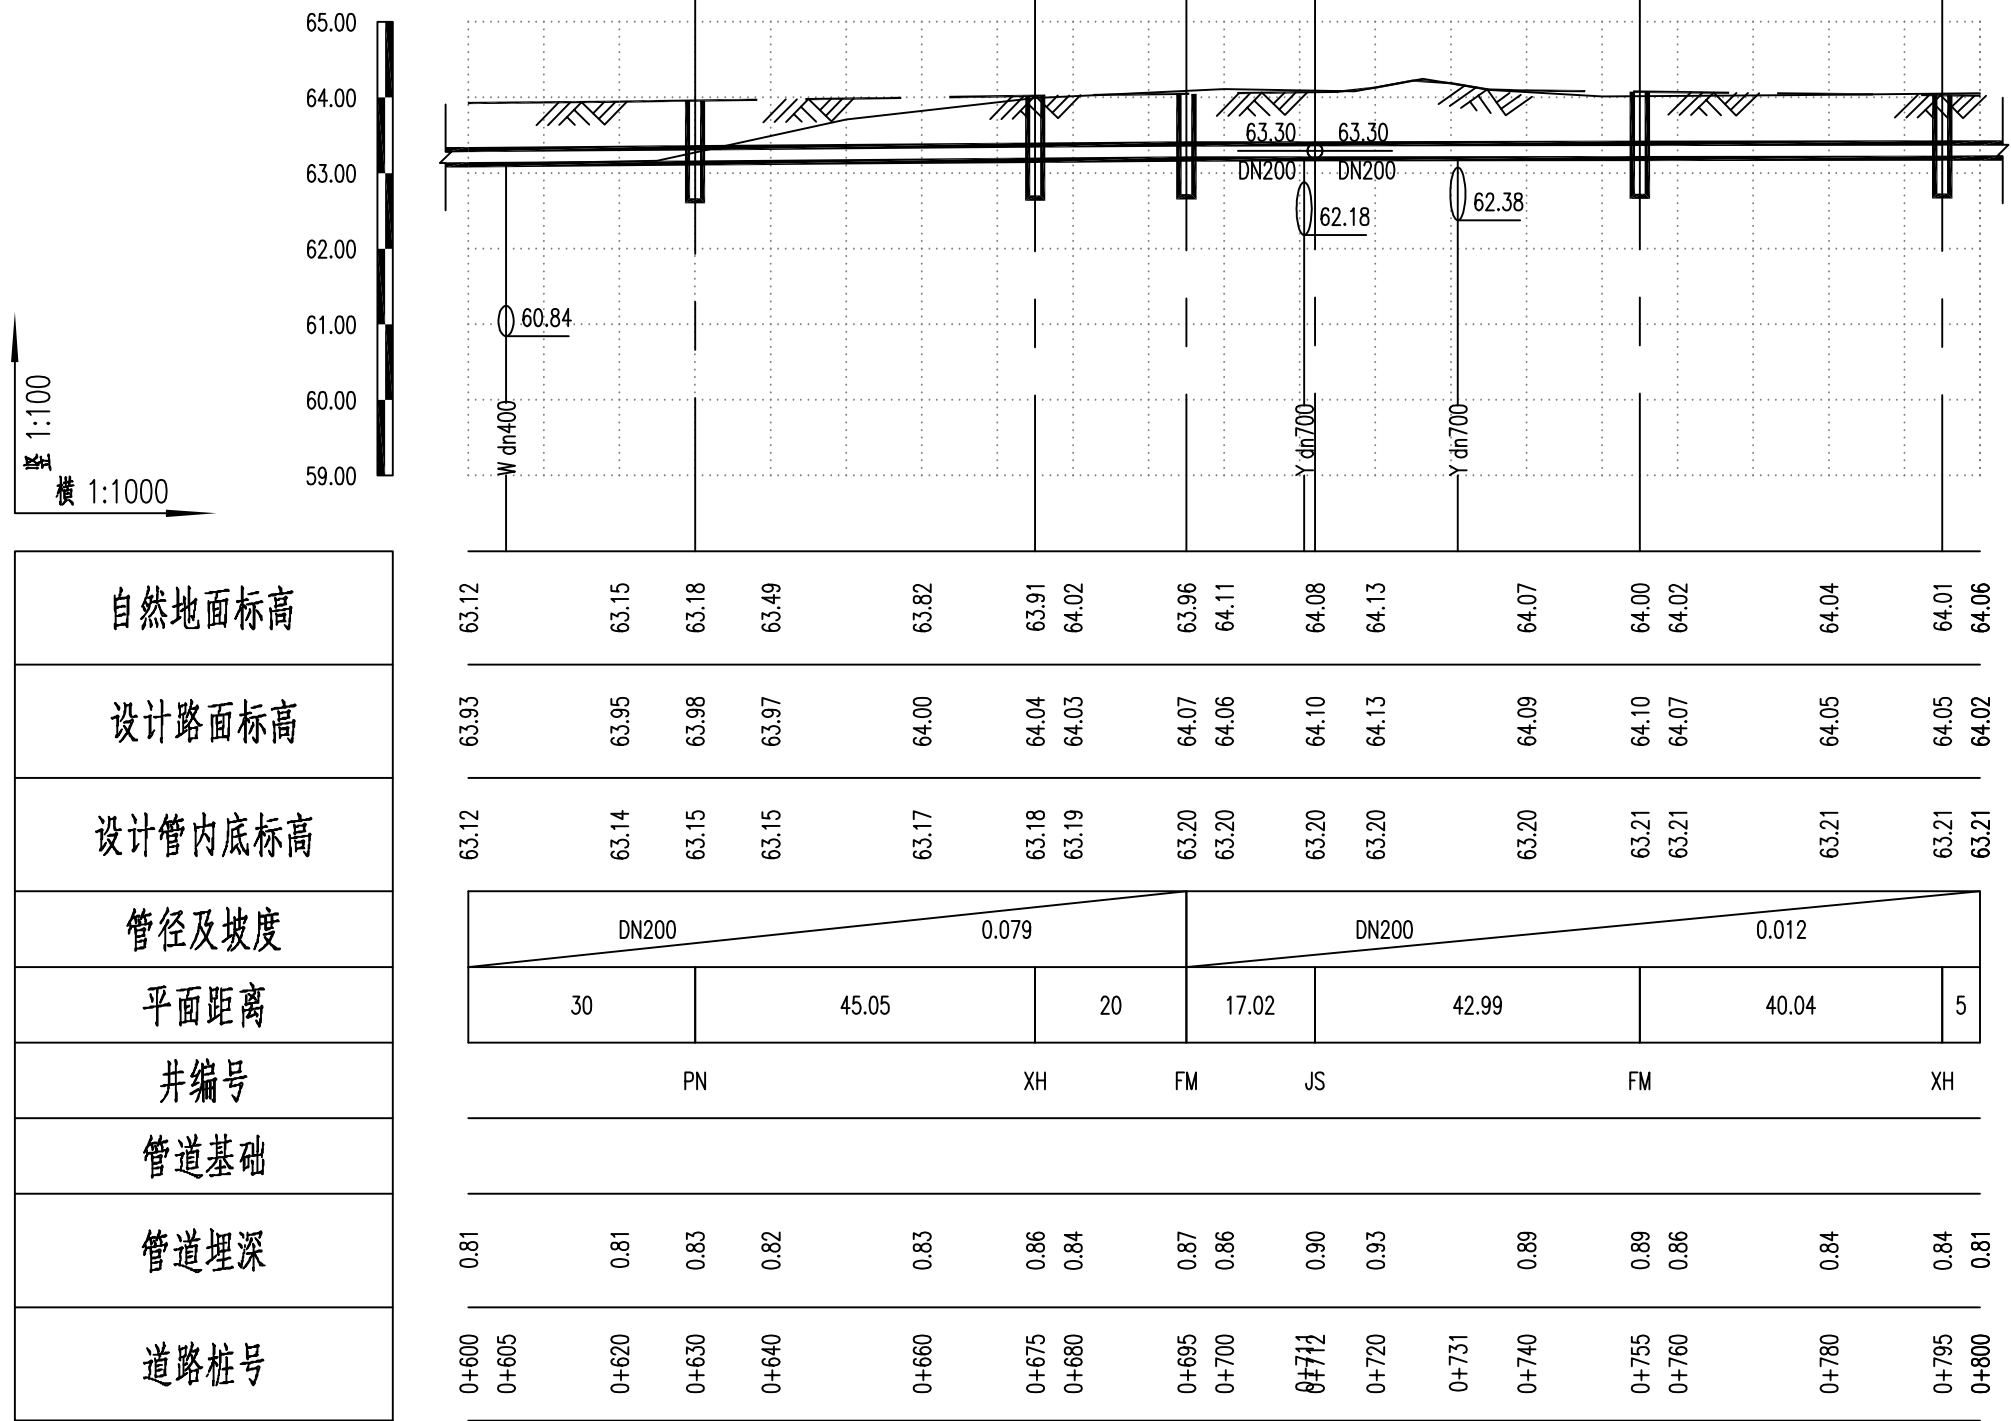 65.00
64.00
63.00
62.00
61.00
60.00
59.00
竖 1:100
横 1:1000
63.30 63.30
DN200 DN200
62.18
62.38
60.84
W dn400
Y dn700
Y dn700
自然地面标高 63.12 63.15 63.18 63.49 63.82 63.91 64.02 63.96 64.11 64.08 64.13 64.07 64.00 64.02 64.04 64.01 64.06
设计路面标高 63.93 63.95 63.98 63.97 64.00 64.04 64.03 64.07 64.06 64.10 64.13 64.09 64.10 64.07 64.05 64.05 64.02
设计管内底标高 63.12 63.14 63.15 63.15 63.17 63.18 63.19 63.20 63.20 63.20 63.20 63.20 63.21 63.21 63.21 63.21 63.21
管径及坡度 DN200 0.079 DN200 0.012
平面距离 30 45.05 20 17.02 42.99 40.04 5
井编号 PN XH FM JS FM XH
管道基础
管道埋深 0.81 0.81 0.83 0.82 0.83 0.86 0.84 0.87 0.86 0.90 0.93 0.89 0.89 0.86 0.84 0.84 0.81
道路桩号 0+600 0+605 0+620 0+630 0+640 0+660 0+675 0+680 0+695 0+700 0+711 0+712 0+720 0+731 0+740 0+755 0+760 0+780 0+795 0+800